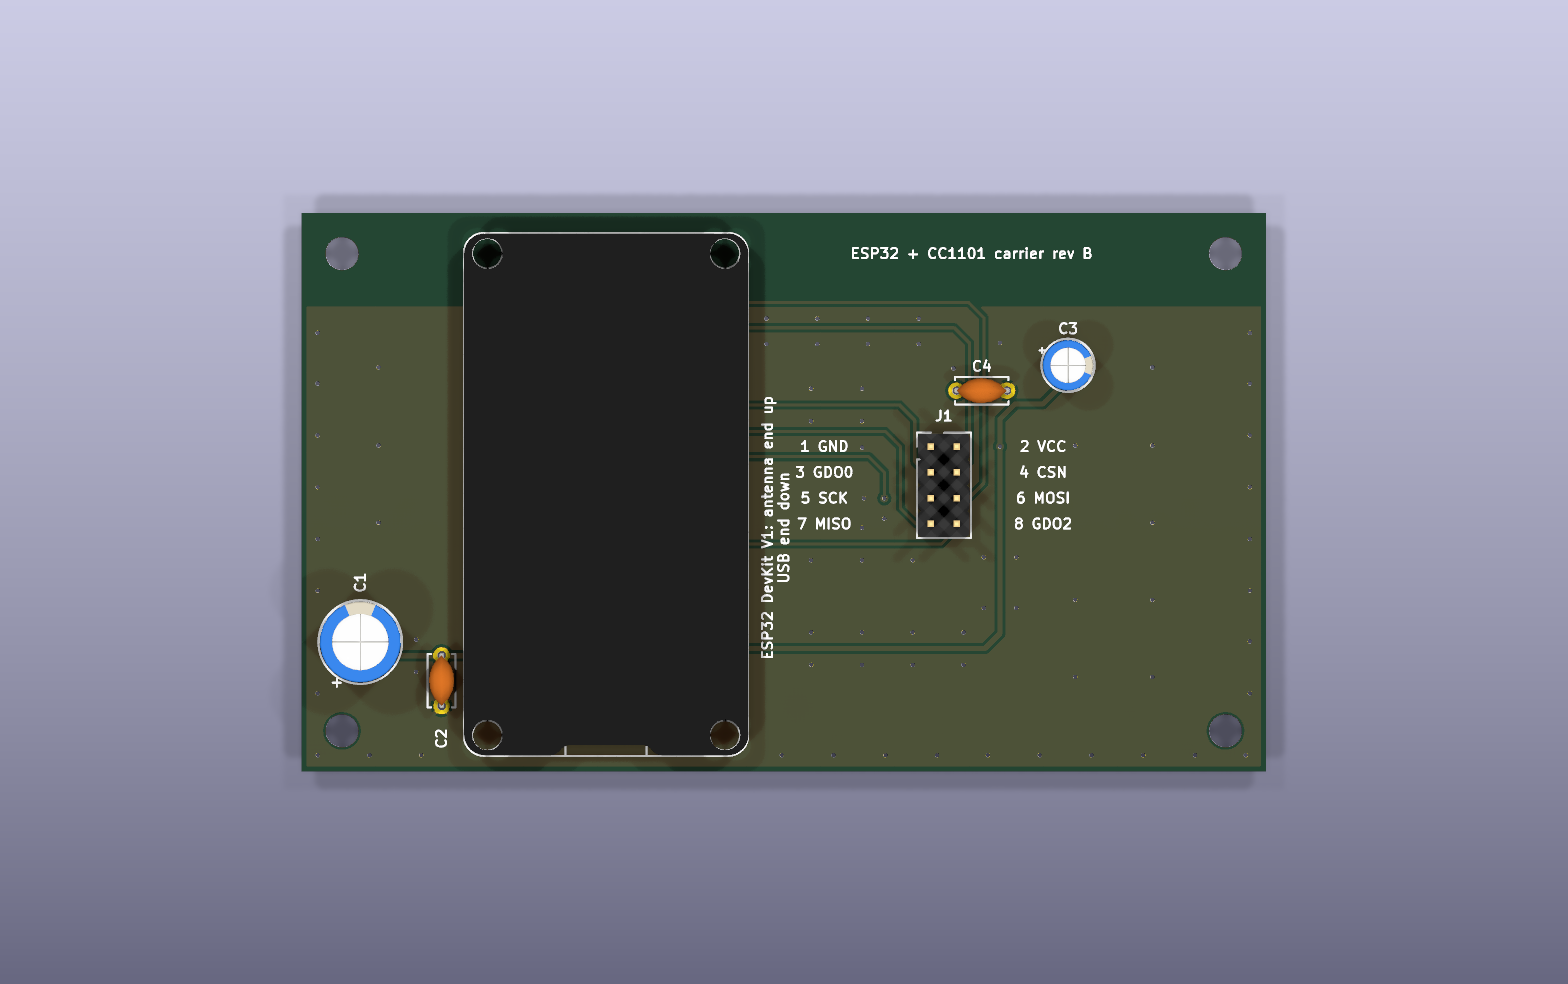 ESP32 + CC1101 carrier rev B
C3
+
C4
J1
1 GND
2 VCC
3 GDO0
4 CSN
5 SCK
6 MOSI
7 MISO
8 GDO2
ESP32 DevKit V1: antenna end up
USB end down
C1
+
C2